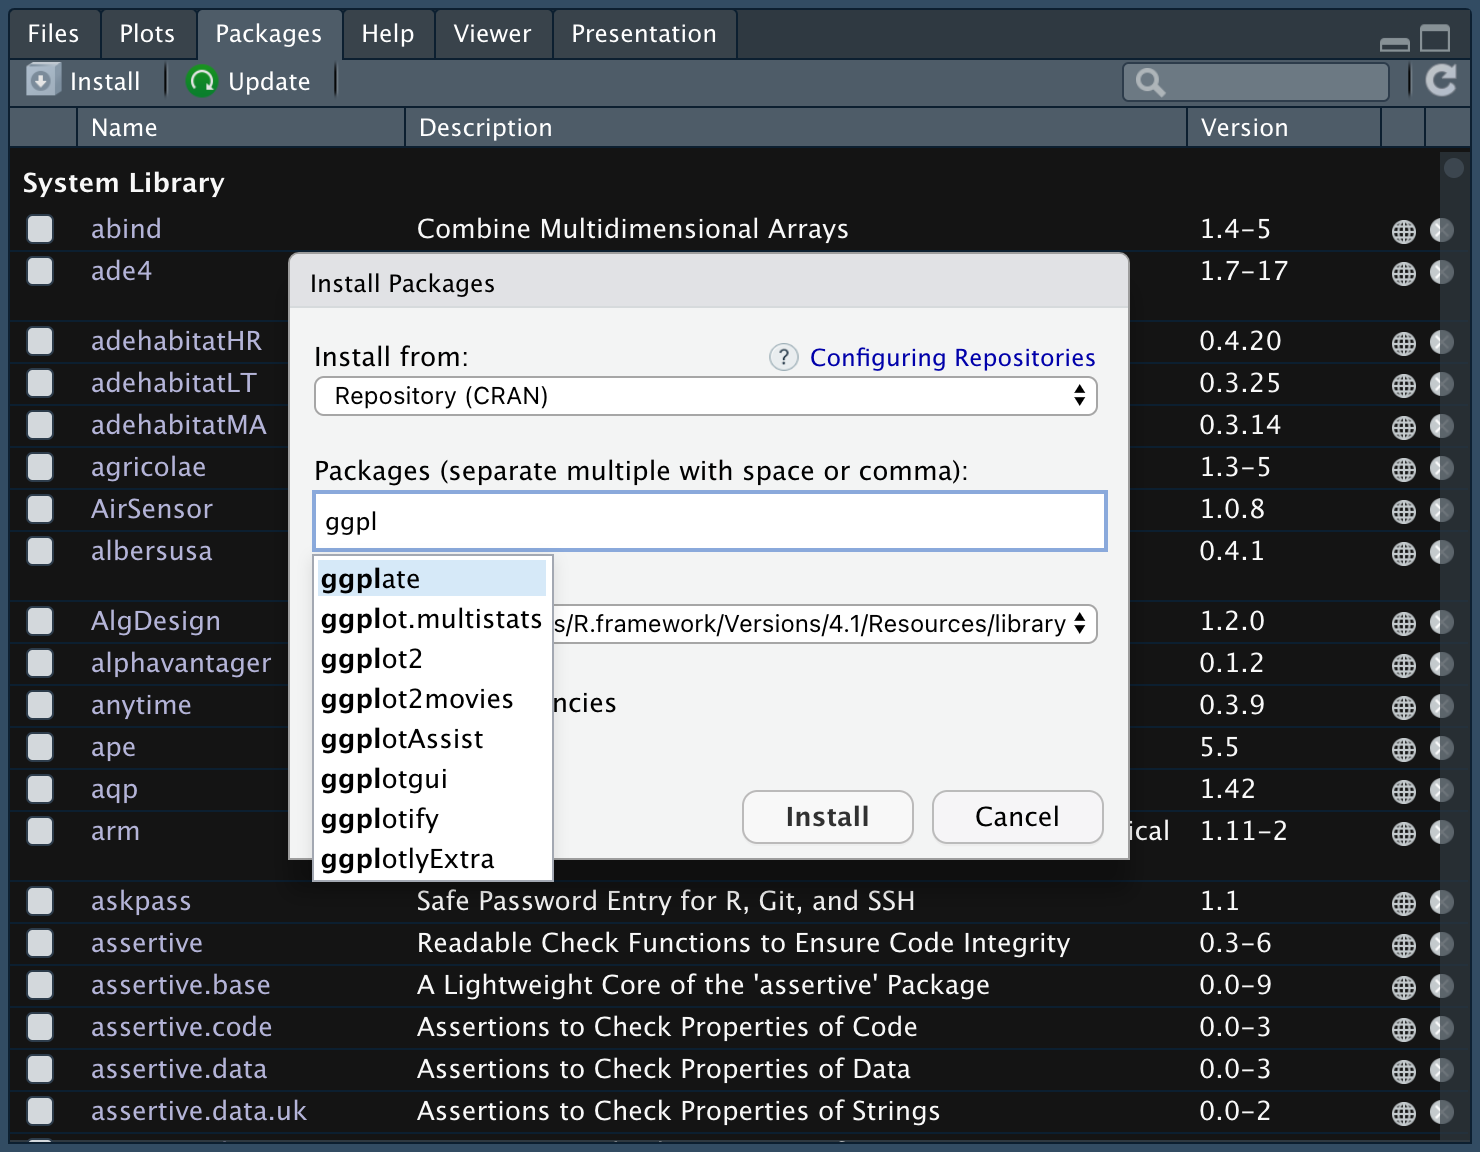 Files Plots Packages Help Viewer Presentation
Install Update
Name Description Version
System Library
abind Combine Multidimensional Arrays 1.4-5
ade4 1.7-17
Install Packages
adehabitatHR 0.4.20
Install from: ? Configuring Repositories
adehabitatLT 0.3.25
Repository (CRAN)
adehabitatMA 0.3.14
agricolae 1.3-5
Packages (separate multiple with space or comma):
AirSensor 1.0.8
ggpl
albersusa 0.4.1
ggplate
AlgDesign 1.2.0
ggplot.multistats s/R.framework/Versions/4.1/Resources/library
alphavantager 0.1.2
ggplot2
anytime 0.3.9
ggplot2movies ncies
ape 5.5
ggplotAssist
aqp 1.42
ggplotgui
arm ical 1.11-2
ggplotify Install Cancel
ggplotlyExtra
askpass Safe Password Entry for R, Git, and SSH 1.1
assertive Readable Check Functions to Ensure Code Integrity 0.3-6
assertive.base A Lightweight Core of the 'assertive' Package 0.0-9
assertive.code Assertions to Check Properties of Code 0.0-3
assertive.data Assertions to Check Properties of Data 0.0-3
assertive.data.uk Assertions to Check Properties of Strings 0.0-2